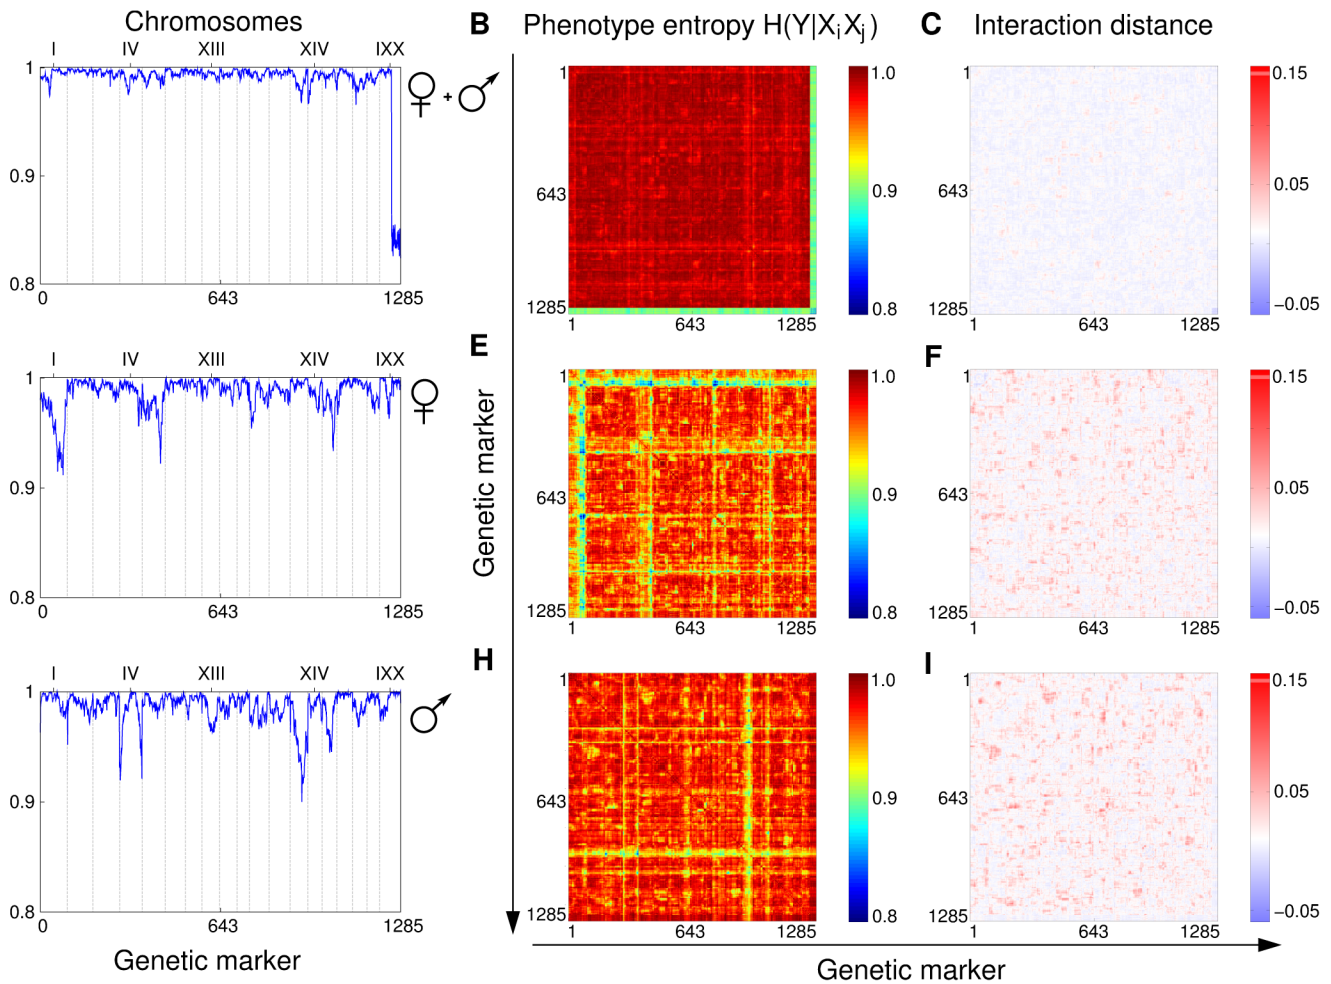 Chromosomes
B Phenotype entropy H(Y|XiXj)
C Interaction distance
I IV XIII XIV IXX
1
0.9
0.8
0 643 1285
♀ + ♂
1
643
1285
1 643 1285
1.0
0.9
0.8
1
643
1285
1 643 1285
0.15
0.05
−0.05
E
F
I IV XIII XIV IXX
1
0.9
0.8
0 643 1285
♀
Genetic marker
1
643
1285
1 643 1285
1.0
0.9
0.8
1
643
1285
1 643 1285
0.15
0.05
−0.05
H
I
I IV XIII XIV IXX
1
0.9
0.8
0 643 1285
♂
Genetic marker
1
643
1285
1 643 1285
1.0
0.9
0.8
1
643
1285
1 643 1285
0.15
0.05
−0.05
Genetic marker